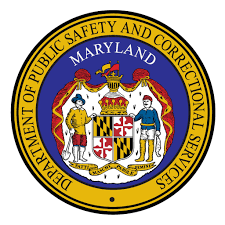 DEPARTMENT OF PUBLIC SAFETY AND CORRECTIONAL SERVICES
MARYLAND